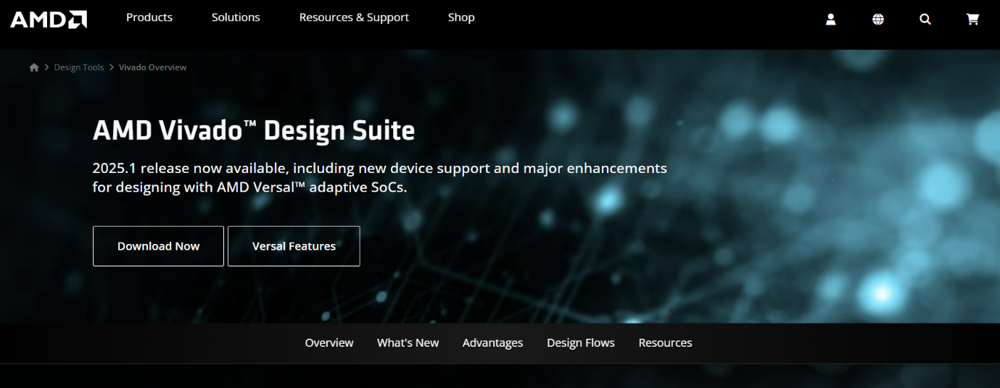 AMD
Products
Solutions
Resources & Support
Shop
Design Tools
Vivado Overview
AMD Vivado™ Design Suite
2025.1 release now available, including new device support and major enhancements
for designing with AMD Versal™ adaptive SoCs.
Download Now
Versal Features
Overview
What's New
Advantages
Design Flows
Resources